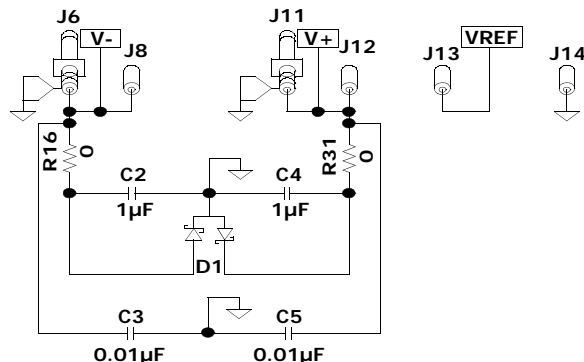 J6
V-
J8
J11
V+
J12
J13
VREF
J14
R16
0
R31
0
C2
1µF
C4
1µF
D1
C3
0.01µF
C5
0.01µF